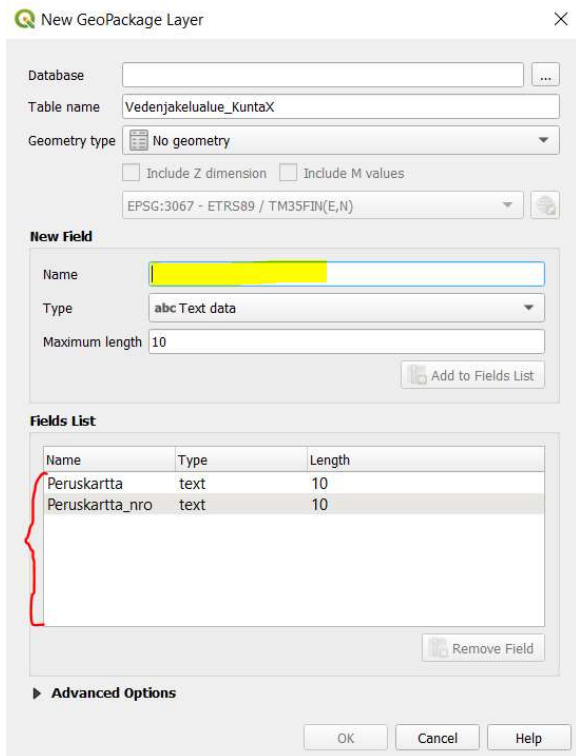 New GeoPackage Layer
Database
...
Table name Vedenjakelualue_KuntaX
Geometry type No geometry
Include Z dimension Include M values
EPSG:3067 - ETRS89 / TM35FIN(E,N)
New Field
Name
Type abc Text data
Maximum length 10
Add to Fields List
Fields List
Name Type Length
Peruskartta text 10
Peruskartta_nro text 10
Remove Field
Advanced Options
OK Cancel Help